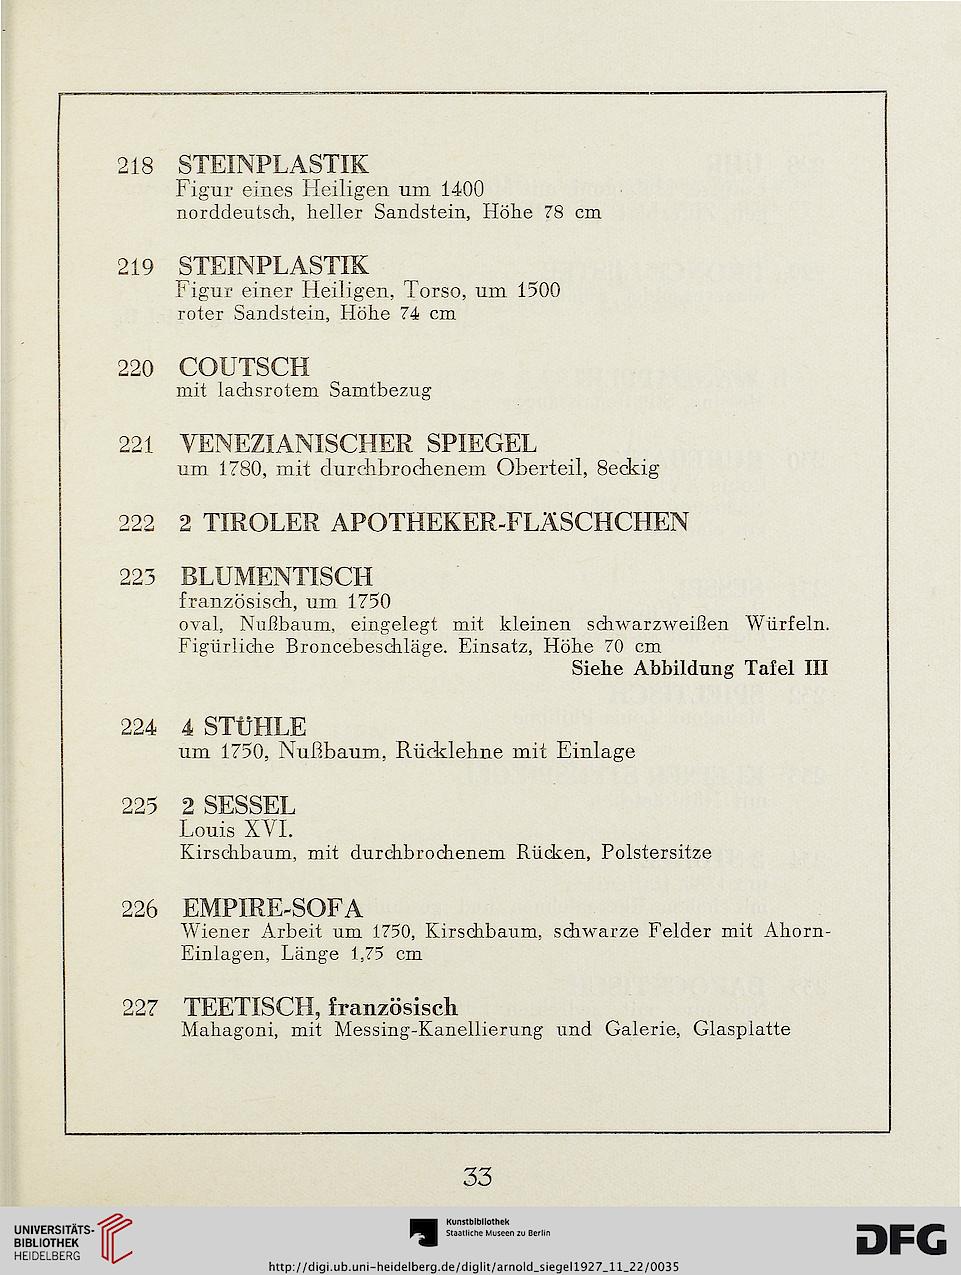 218 STEINPLASTIK
Figur eines Heiligen um 1400
norddeutsch, heller Sandstein, Höhe 78 cm
219 STEINPLASTIK
Figur einer Heiligen, Torso, um 1500
roter Sandstein, Höhe 74 cm
220 COUTSCH
mit lachsrotem Samtbezug
221 VENEZIANISCHER SPIEGEL
um 1780, mit durchbrochenem Oberteil, 8eckig
222 2 TIROLER APOTHEKER-FLÄSCHCHEN
223 BLUMENTISCH
französisch, um 1750
oval, Nußbaum, eingelegt mit kleinen schwarzweißen Würfeln.
Figürliche Broncebeschläge. Einsatz, Höhe 70 cm
Siehe Abbildung Tafel III
224 4 STÜHLE
um 1750, Nußbaum, Rücklehne mit Einlage
225 2 SESSEL
Louis XVI.
Kirschbaum, mit durchbrochenem Rücken, Polstersitze
226 EMPIRE-SOFA
Wiener Arbeit um 1750, Kirschbaum, schwarze Felder mit Ahorn-
Einlagen, Länge 1,75 cm
227 TEETISCH, französisch
Mahagoni, mit Messing-Kanellierung und Galerie, Glasplatte
33
UNIVERSITÄTS-
BIBLIOTHEK
HEIDELBERG
Kunstbibliothek
Staatliche Museen zu Berlin
DFG
http://digi.ub.uni-heidelberg.de/diglit/arnold_siegel1927_11_22/0035